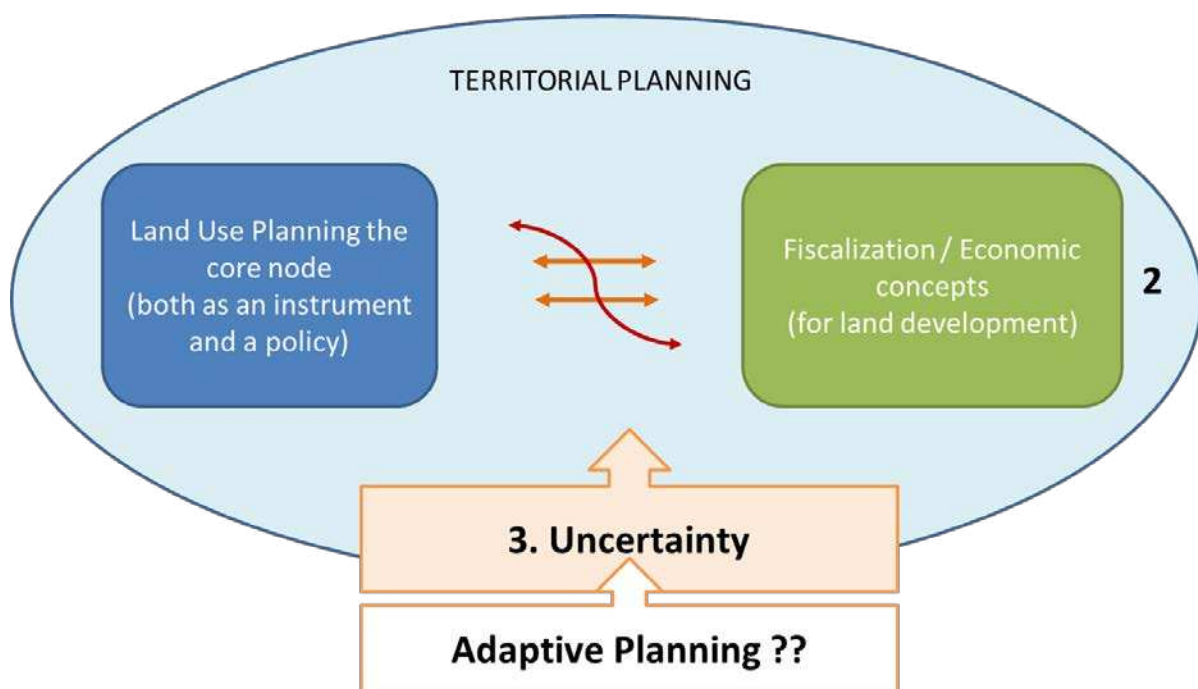 TERRITORIAL PLANNING
Land Use Planning the
core node
(both as an instrument
and a policy)
Fiscalization / Economic
concepts
(for land development)
2
3. Uncertainty
Adaptive Planning ??